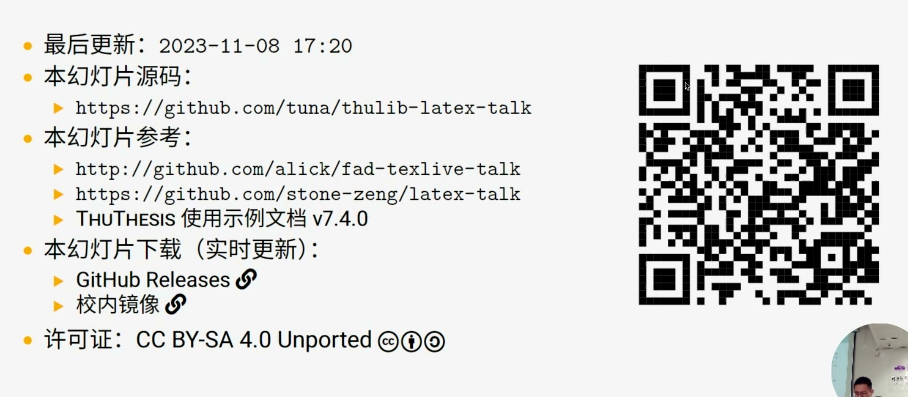 最后更新：2023-11-08 17:20
本幻灯片源码：
https://github.com/tuna/thulib-latex-talk
本幻灯片参考：
http://github.com/alick/fad-texlive-talk
https://github.com/stone-zeng/latex-talk
THUTHESIS 使用示例文档 v7.4.0
本幻灯片下载（实时更新）：
GitHub Releases
校内镜像
许可证：CC BY-SA 4.0 Unported